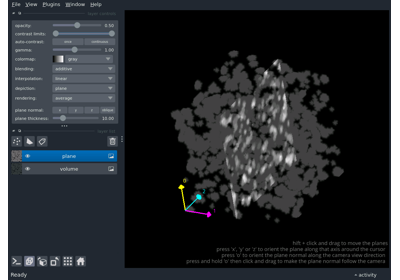 File View Plugins Window Help
opacity: 0.50
contrast limits:
auto-contrast: once continuous
gamma: 1.00
colormap: gray
blending: additive
interpolation: linear
depiction: plane
rendering: average
plane normal: x y z oblique
plane thickness: 10.00
plane
volume
hift + click and drag to move the planes
press 'x', 'y' or 'z' to orient the plane along that axis around the cursor
press 'o' to orient the plane normal along the camera view direction
press and hold 'o' then click and drag to make the plane normal follow the camera
Ready
activity